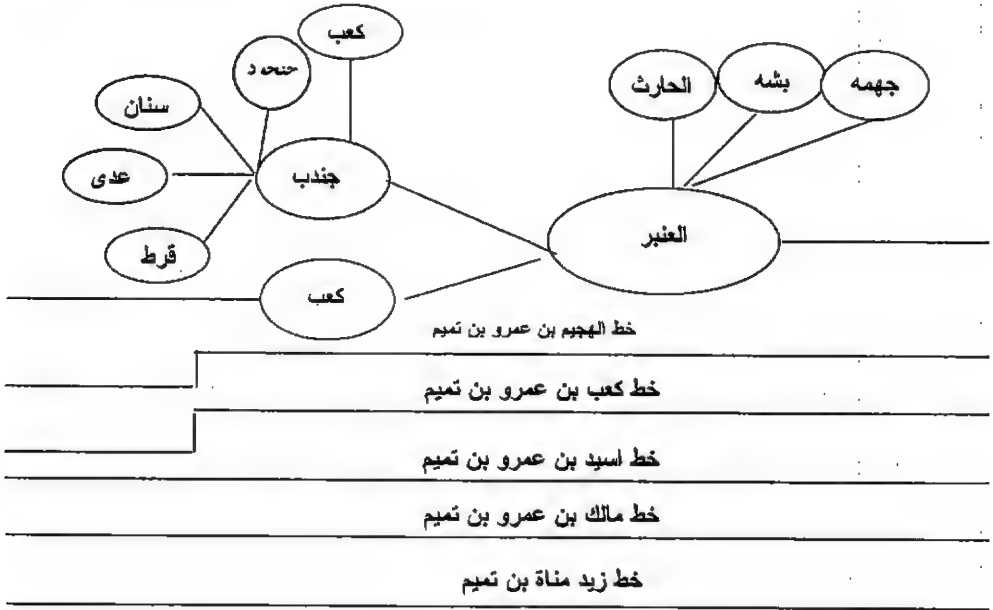 كعب
الحارث
بشه
جهمه
سنان
عدى
جندب
قرط
العنبر
كعب
خط الهجيم بن عمرو بن تميم
خط كعب بن عمرو بن تميم
خط اسيد بن عمرو بن تميم
خط مالك بن عمرو بن تميم
خط زيد مناة بن تميم